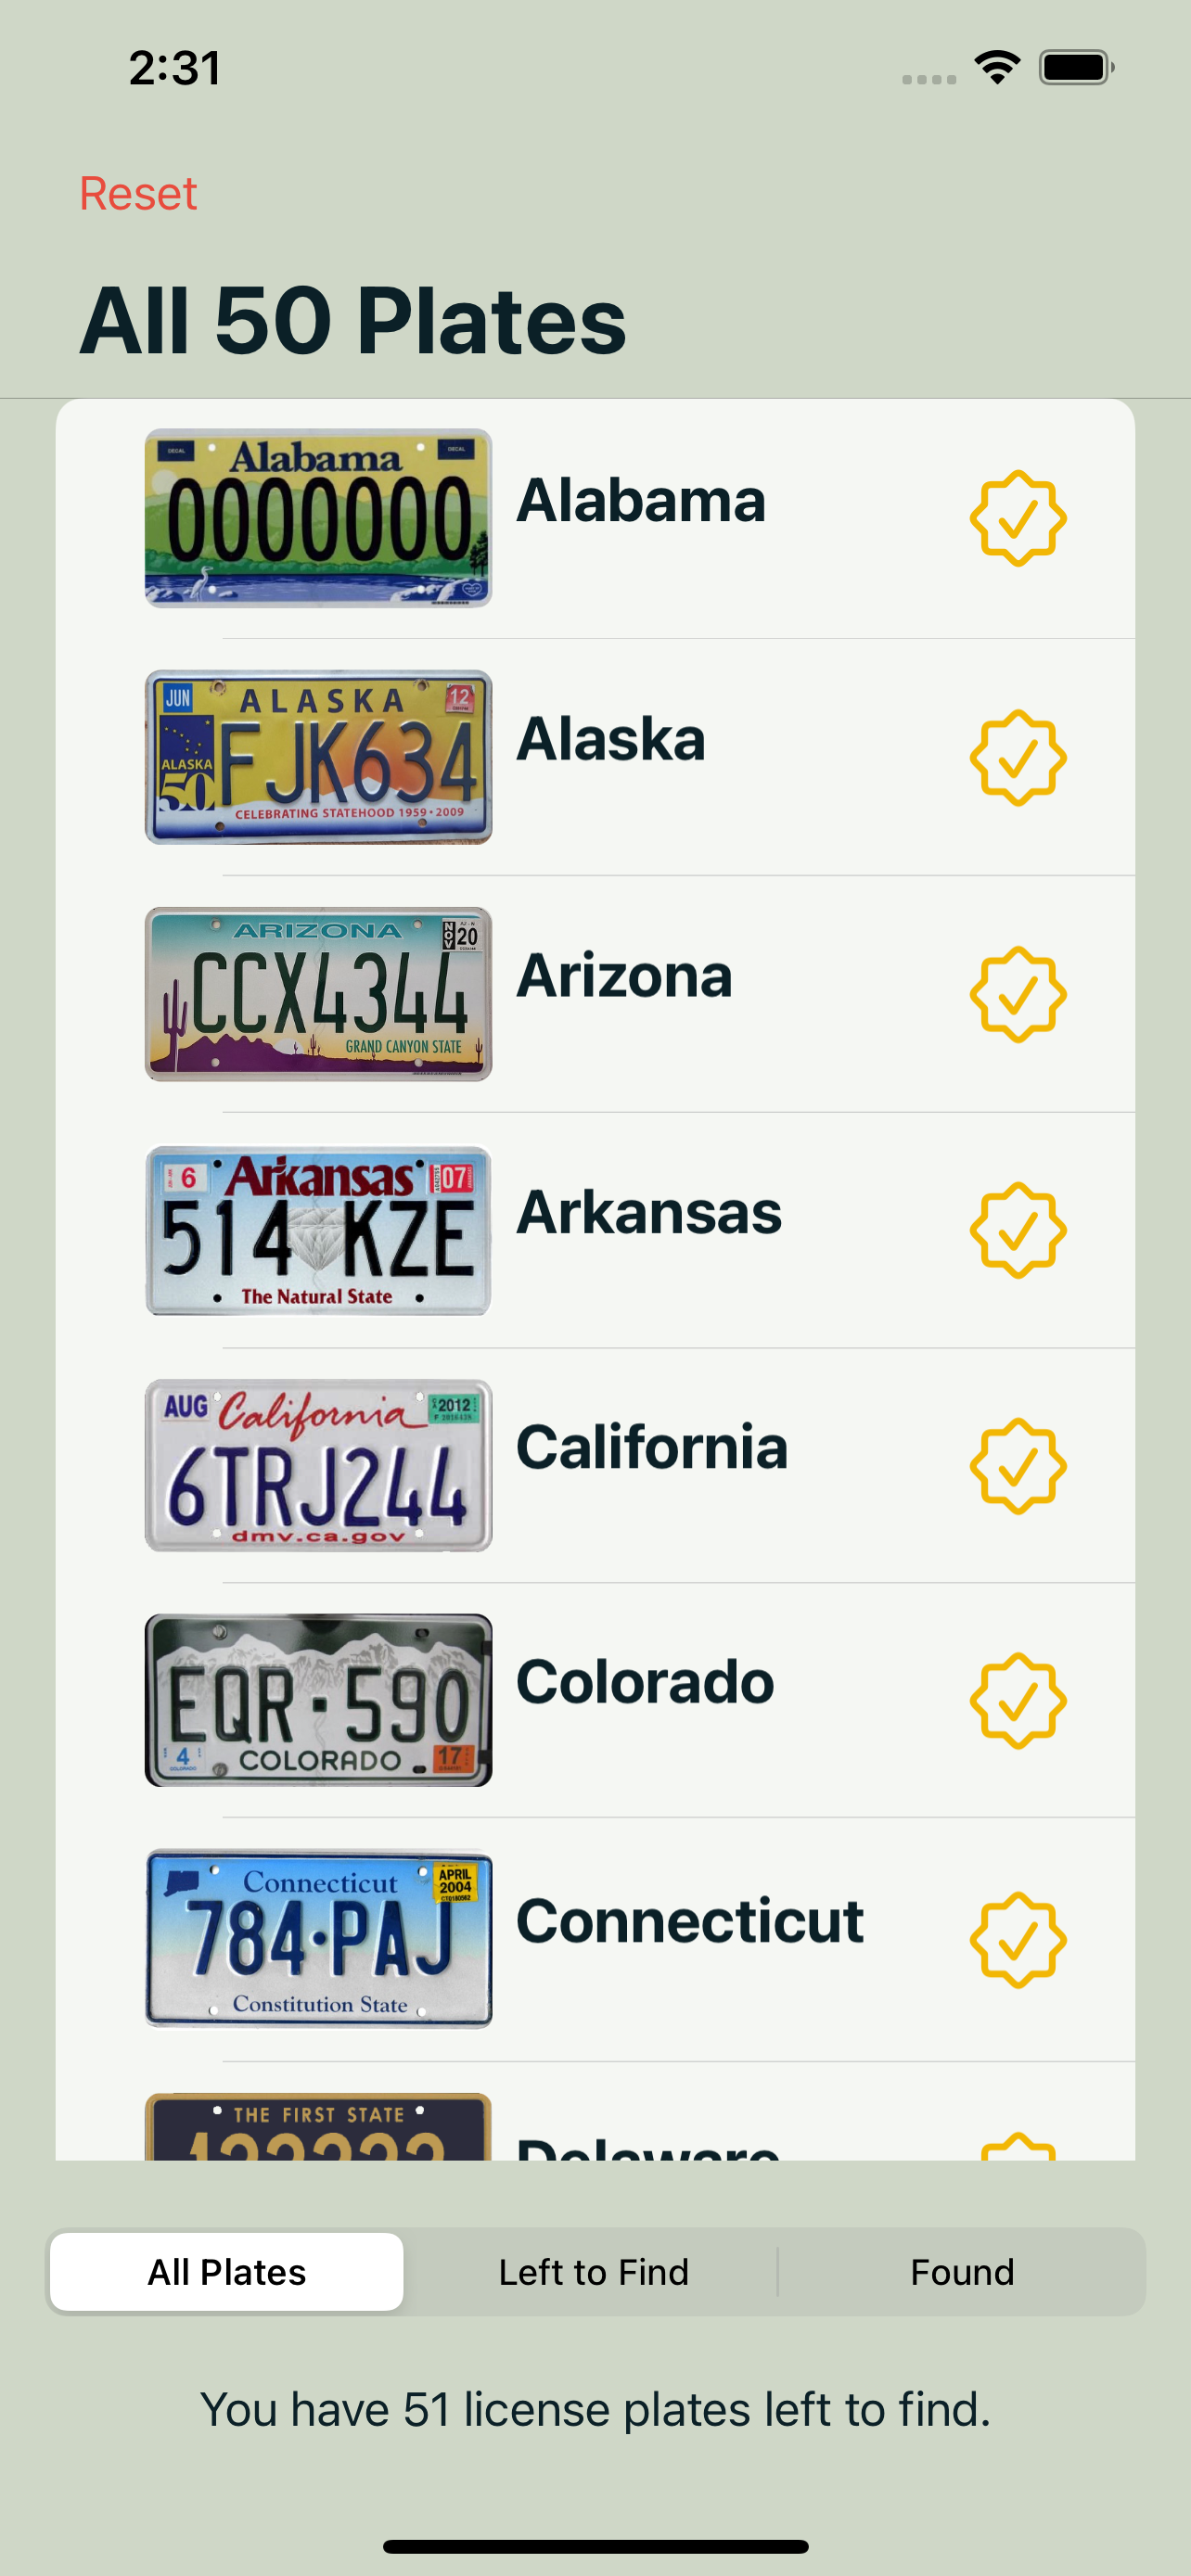 2:31
Reset
All 50 Plates
DECAL
DECAL
Alabama
0000000
Alabama
JUN
ALASKA
12
ALASKA
50
FJK634
CELEBRATING STATEHOOD 1959 • 2009
Alaska
ARIZONA
NOV
20
CCX4344
GRAND CANYON STATE
Arizona
6
Arkansas
07
514 KZE
The Natural State
Arkansas
AUG
California
2012
6TRJ244
dmv.ca.gov
California
EQR·590
4
COLORADO
COLORADO
17
Colorado
Connecticut
APRIL
2004
784·PAJ
Constitution State
Connecticut
THE FIRST STATE
Delaware
All Plates
Left to Find
Found
You have 51 license plates left to find.